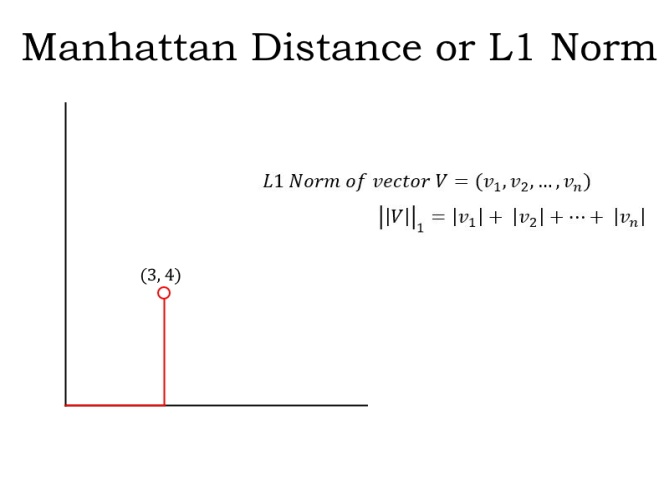 Manhattan Distance or L1 Norm
L1 Norm of vector V = (v₁, v₂, … , vₙ)
||V||₁ = |v₁| + |v₂| + ⋯ + |vₙ|
(3, 4)